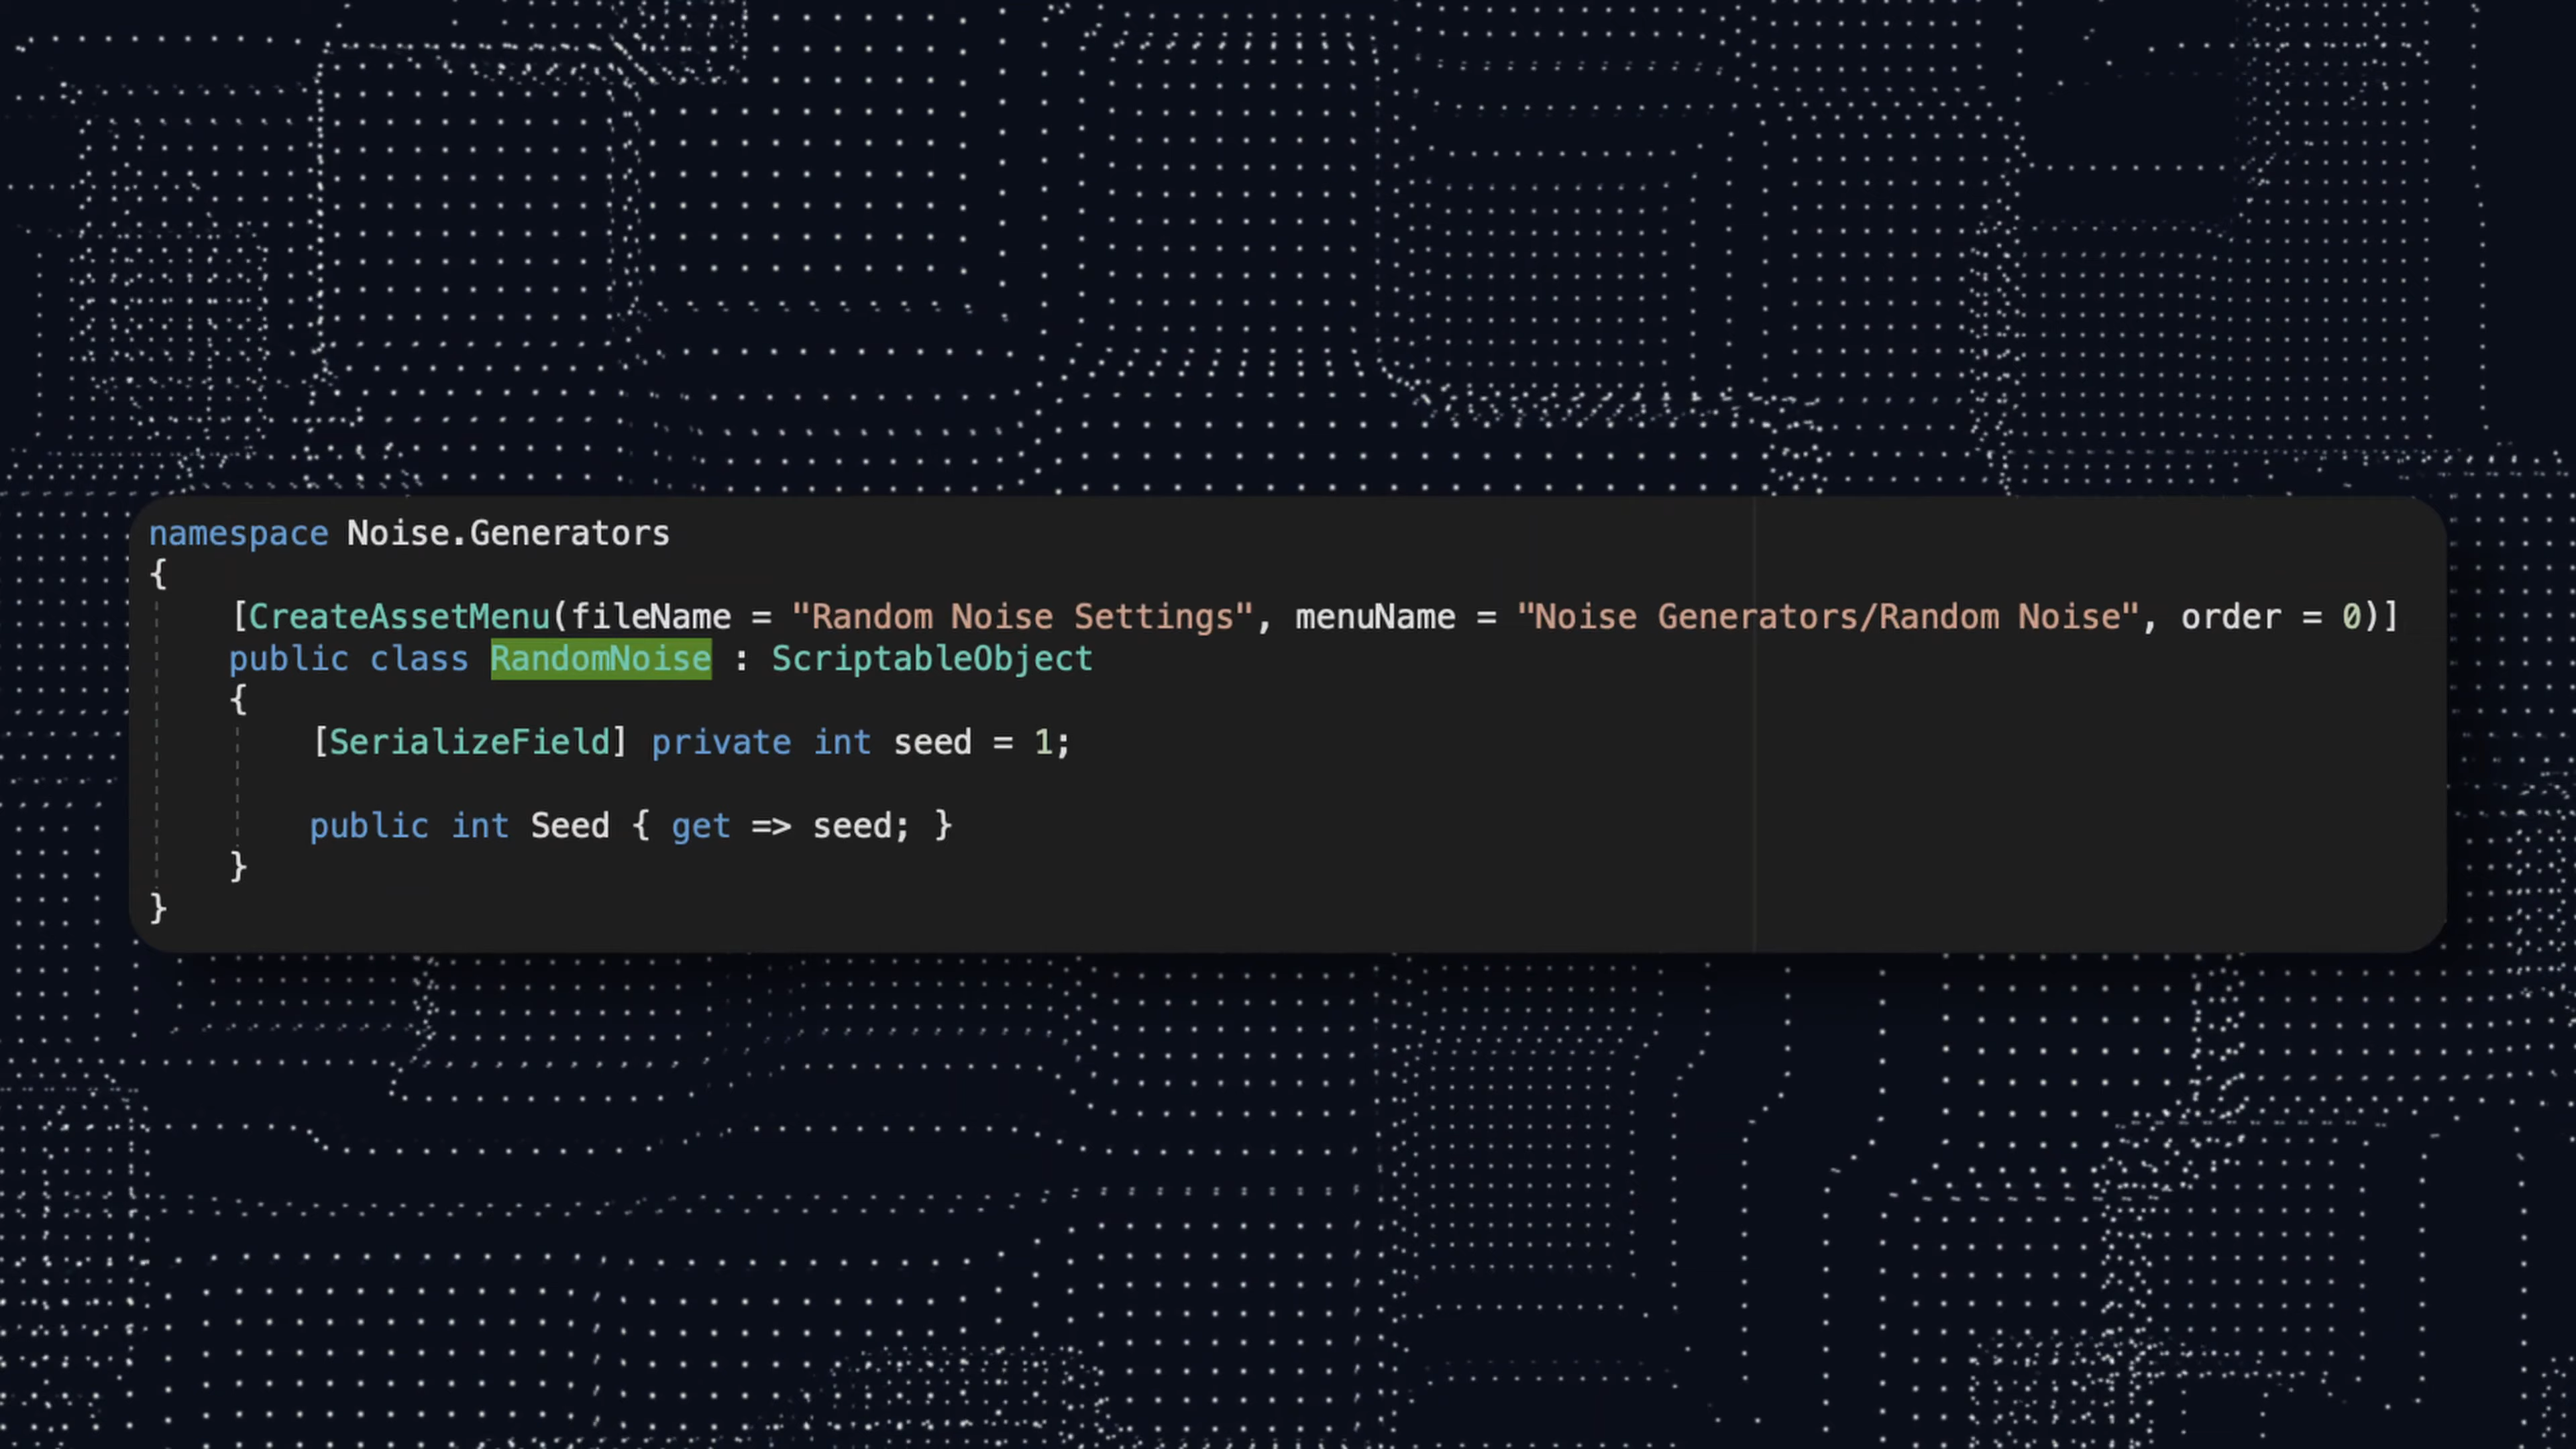 namespace Noise.Generators
{
[CreateAssetMenu(fileName = "Random Noise Settings", menuName = "Noise Generators/Random Noise", order = 0)]
public class RandomNoise : ScriptableObject
{
[SerializeField] private int seed = 1;
public int Seed { get => seed; }
}
}